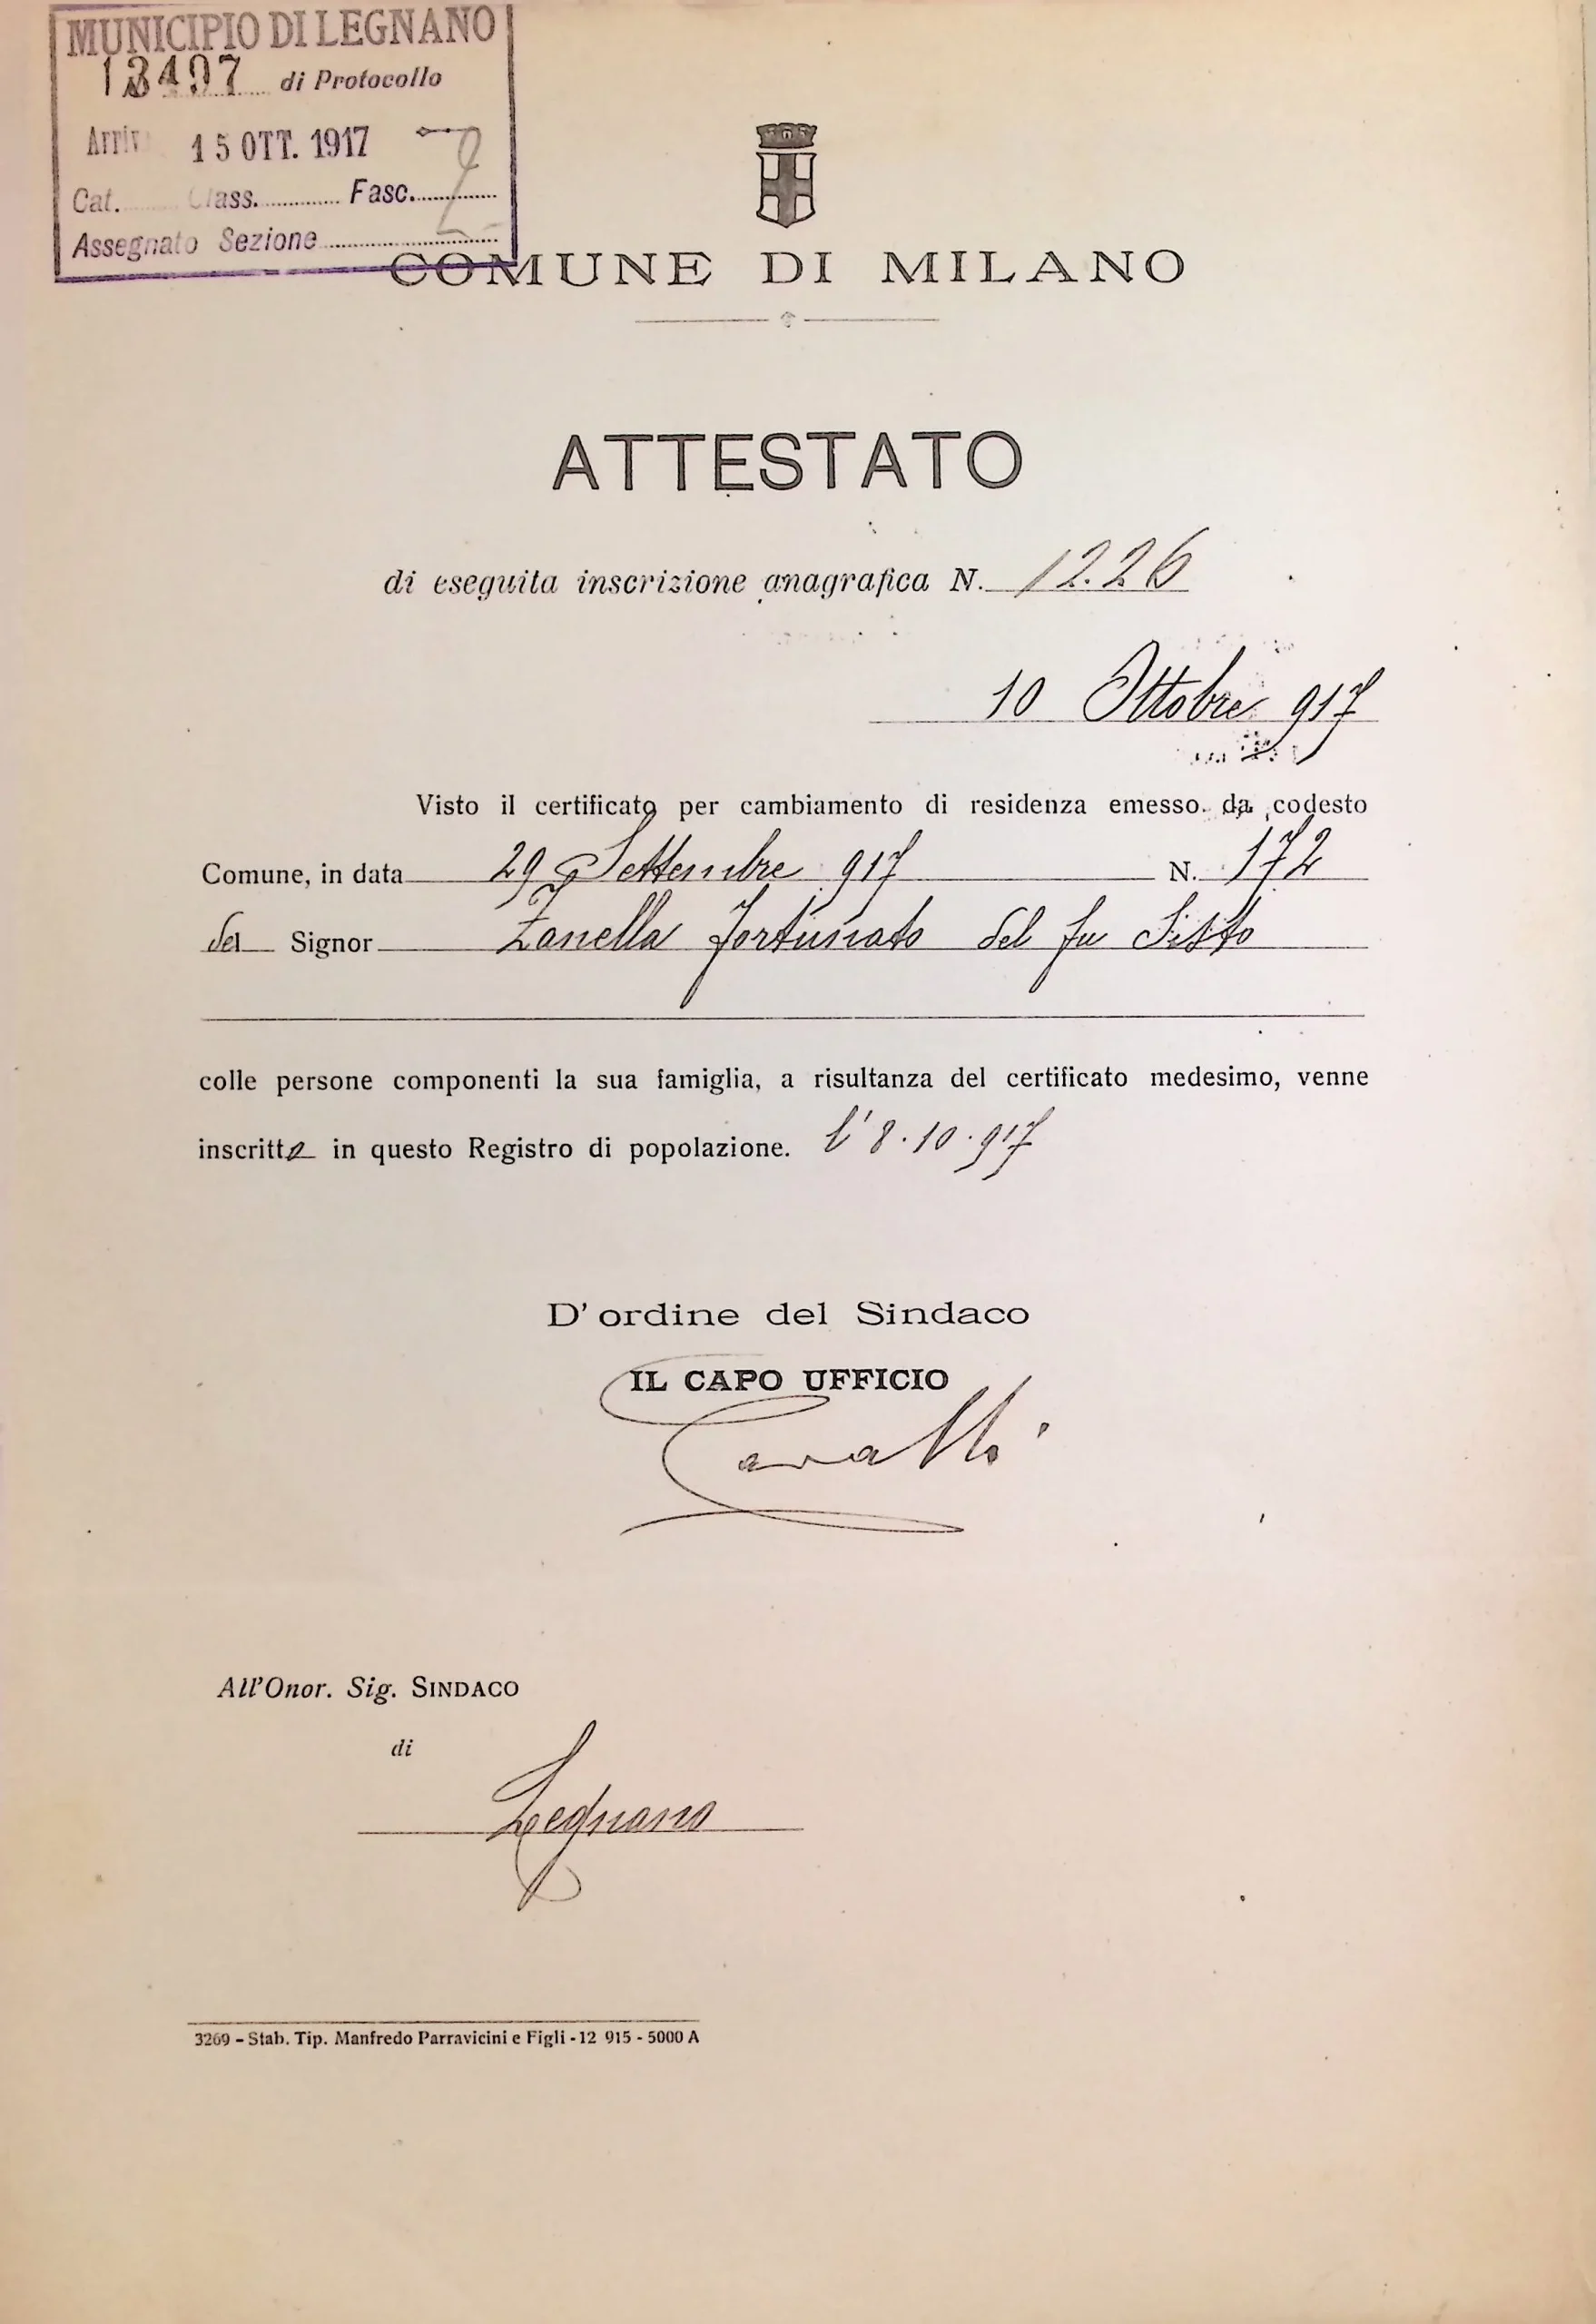 MUNICIPIO DI LEGNANO
13497 di Protocollo
Arriv 15 OTT. 1917
Cat. Class. Fasc.
Assegnato Sezione
COMUNE DI MILANO
ATTESTATO
di eseguita inscrizione anagrafica N. 1226
10 Ottobre 917
Visto il certificato per cambiamento di residenza emesso da codesto
Comune, in data 29 Settembre 917 N. 172
del Signor Zanella Fortunato del fu Sisto
colle persone componenti la sua famiglia, a risultanza del certificato medesimo, venne
inscritto in questo Registro di popolazione. l'8.10.917
D'ordine del Sindaco
IL CAPO UFFICIO
Cavalli
All'Onor. Sig. SINDACO
di
Legnano
3269 - Stab. Tip. Manfredo Parravicini e Figli - 12 915 - 5000 A